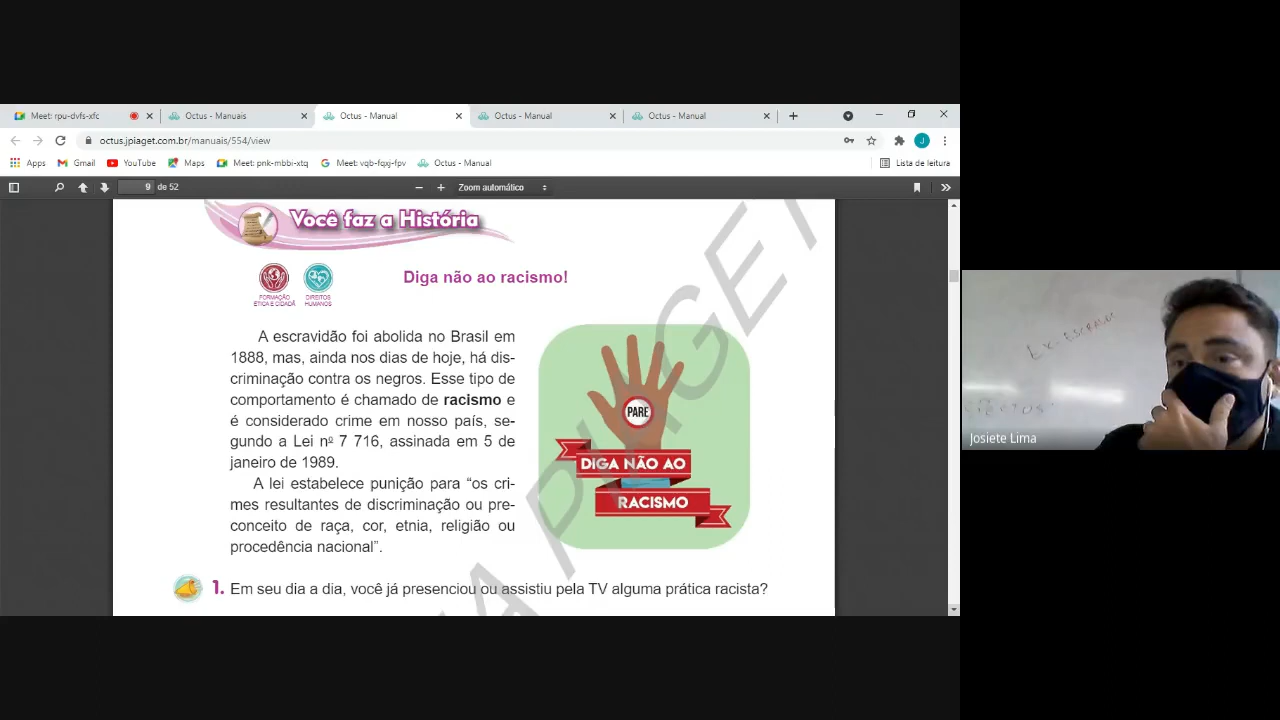 Meet: rpu-dvfs-xfc
Octus - Manuais
Octus - Manual
Octus - Manual
Octus - Manual
octus.jpiaget.com.br/manuais/554/view
J
Apps
Gmail
YouTube
Maps
Meet: pnk-mbbi-xtq
Meet: vqb-fqxj-fpv
Octus - Manual
Lista de leitura
9 de 52
Zoom automático
Você faz a História
FORMAÇÃO
ÉTICA E CIDADÃ
DIREITOS
HUMANOS
Diga não ao racismo!
A escravidão foi abolida no Brasil em
1888, mas, ainda nos dias de hoje, há dis-
criminação contra os negros. Esse tipo de
comportamento é chamado de racismo e
é considerado crime em nosso país, se-
gundo a Lei nº 7 716, assinada em 5 de
janeiro de 1989.
A lei estabelece punição para “os cri-
mes resultantes de discriminação ou pre-
conceito de raça, cor, etnia, religião ou
procedência nacional”.
PARE
DIGA NÃO AO
RACISMO
1. Em seu dia a dia, você já presenciou ou assistiu pela TV alguma prática racista?
A PIAGET
Josiete Lima